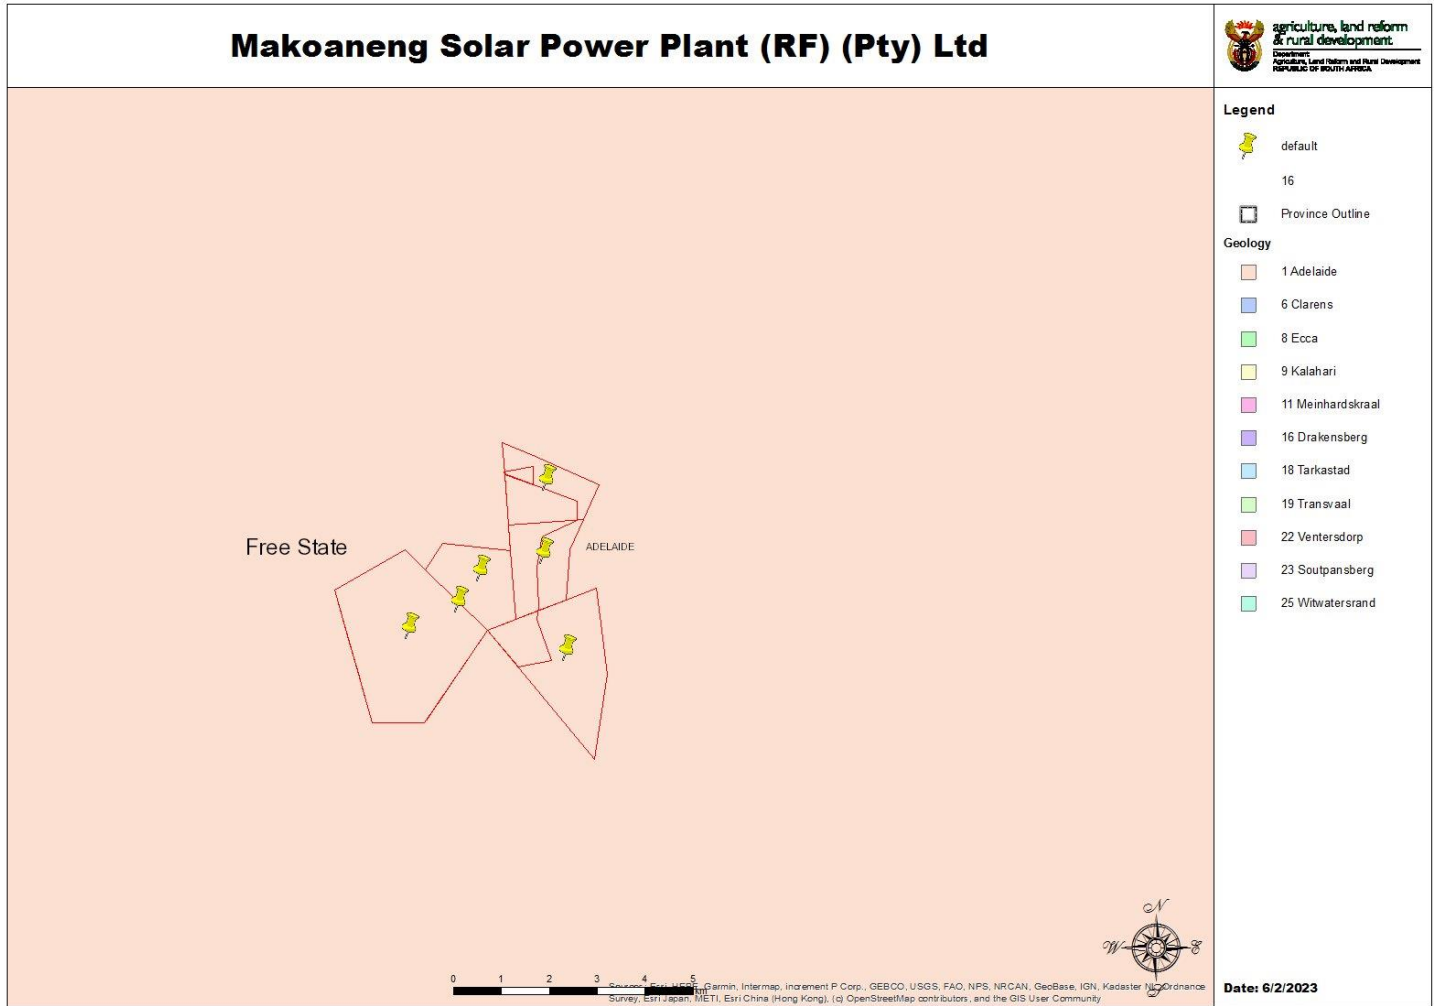 Makoaneng Solar Power Plant (RF) (Pty) Ltd
agriculture, land reform
& rural development
Department:
Agriculture, Land Reform and Rural Development
REPUBLIC OF SOUTH AFRICA
Legend
default
16
Province Outline
Geology
1 Adelaide
6 Clarens
8 Ecca
9 Kalahari
11 Meinhardskraal
16 Drakensberg
18 Tarkastad
19 Transvaal
22 Ventersdorp
23 Soutpansberg
25 Witwatersrand
Free State
ADELAIDE
N
W E
S
0 1 2 3 4 5
km
Sources: Esri, HERE, Garmin, Intermap, increment P Corp., GEBCO, USGS, FAO, NPS, NRCAN, GeoBase, IGN, Kadaster NL, Ordnance
Survey, Esri Japan, METI, Esri China (Hong Kong), (c) OpenStreetMap contributors, and the GIS User Community
Date: 6/2/2023